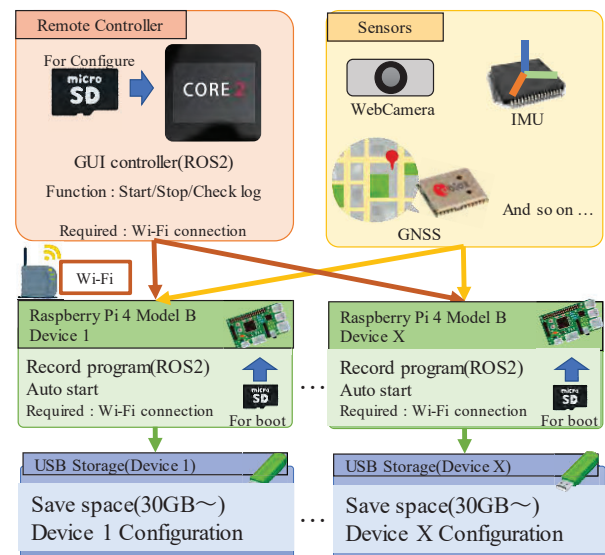 Remote Controller
For Configure
micro
SD
CORE 2
GUI controller(ROS2)
Function : Start/Stop/Check log
Required : Wi-Fi connection
Sensors
WebCamera
IMU
GNSS
And so on …
Wi-Fi
Raspberry Pi 4 Model B
Device 1
Record program(ROS2)
Auto start
Required : Wi-Fi connection
micro
SD
For boot
…
Raspberry Pi 4 Model B
Device X
Record program(ROS2)
Auto start
Required : Wi-Fi connection
micro
SD
For boot
USB Storage(Device 1)
Save space(30GB～)
Device 1 Configuration
…
USB Storage(Device X)
Save space(30GB～)
Device X Configuration